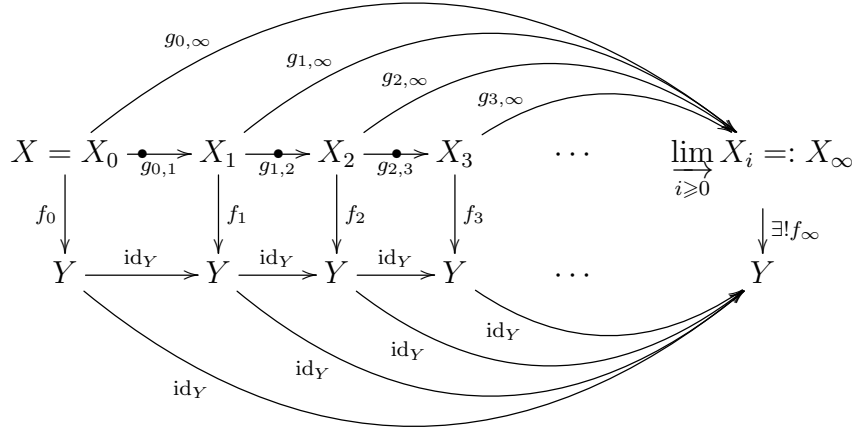 g_{0,∞}
g_{1,∞}
g_{2,∞}
g_{3,∞}
X = X_0 g_{0,1} X_1 g_{1,2} X_2 g_{2,3} X_3 ⋯ \varinjlim_{i⩾0} X_i =: X_∞
f_0 f_1 f_2 f_3 ∃!f_∞
Y id_Y Y id_Y Y id_Y Y ⋯ Y
id_Y
id_Y
id_Y
id_Y